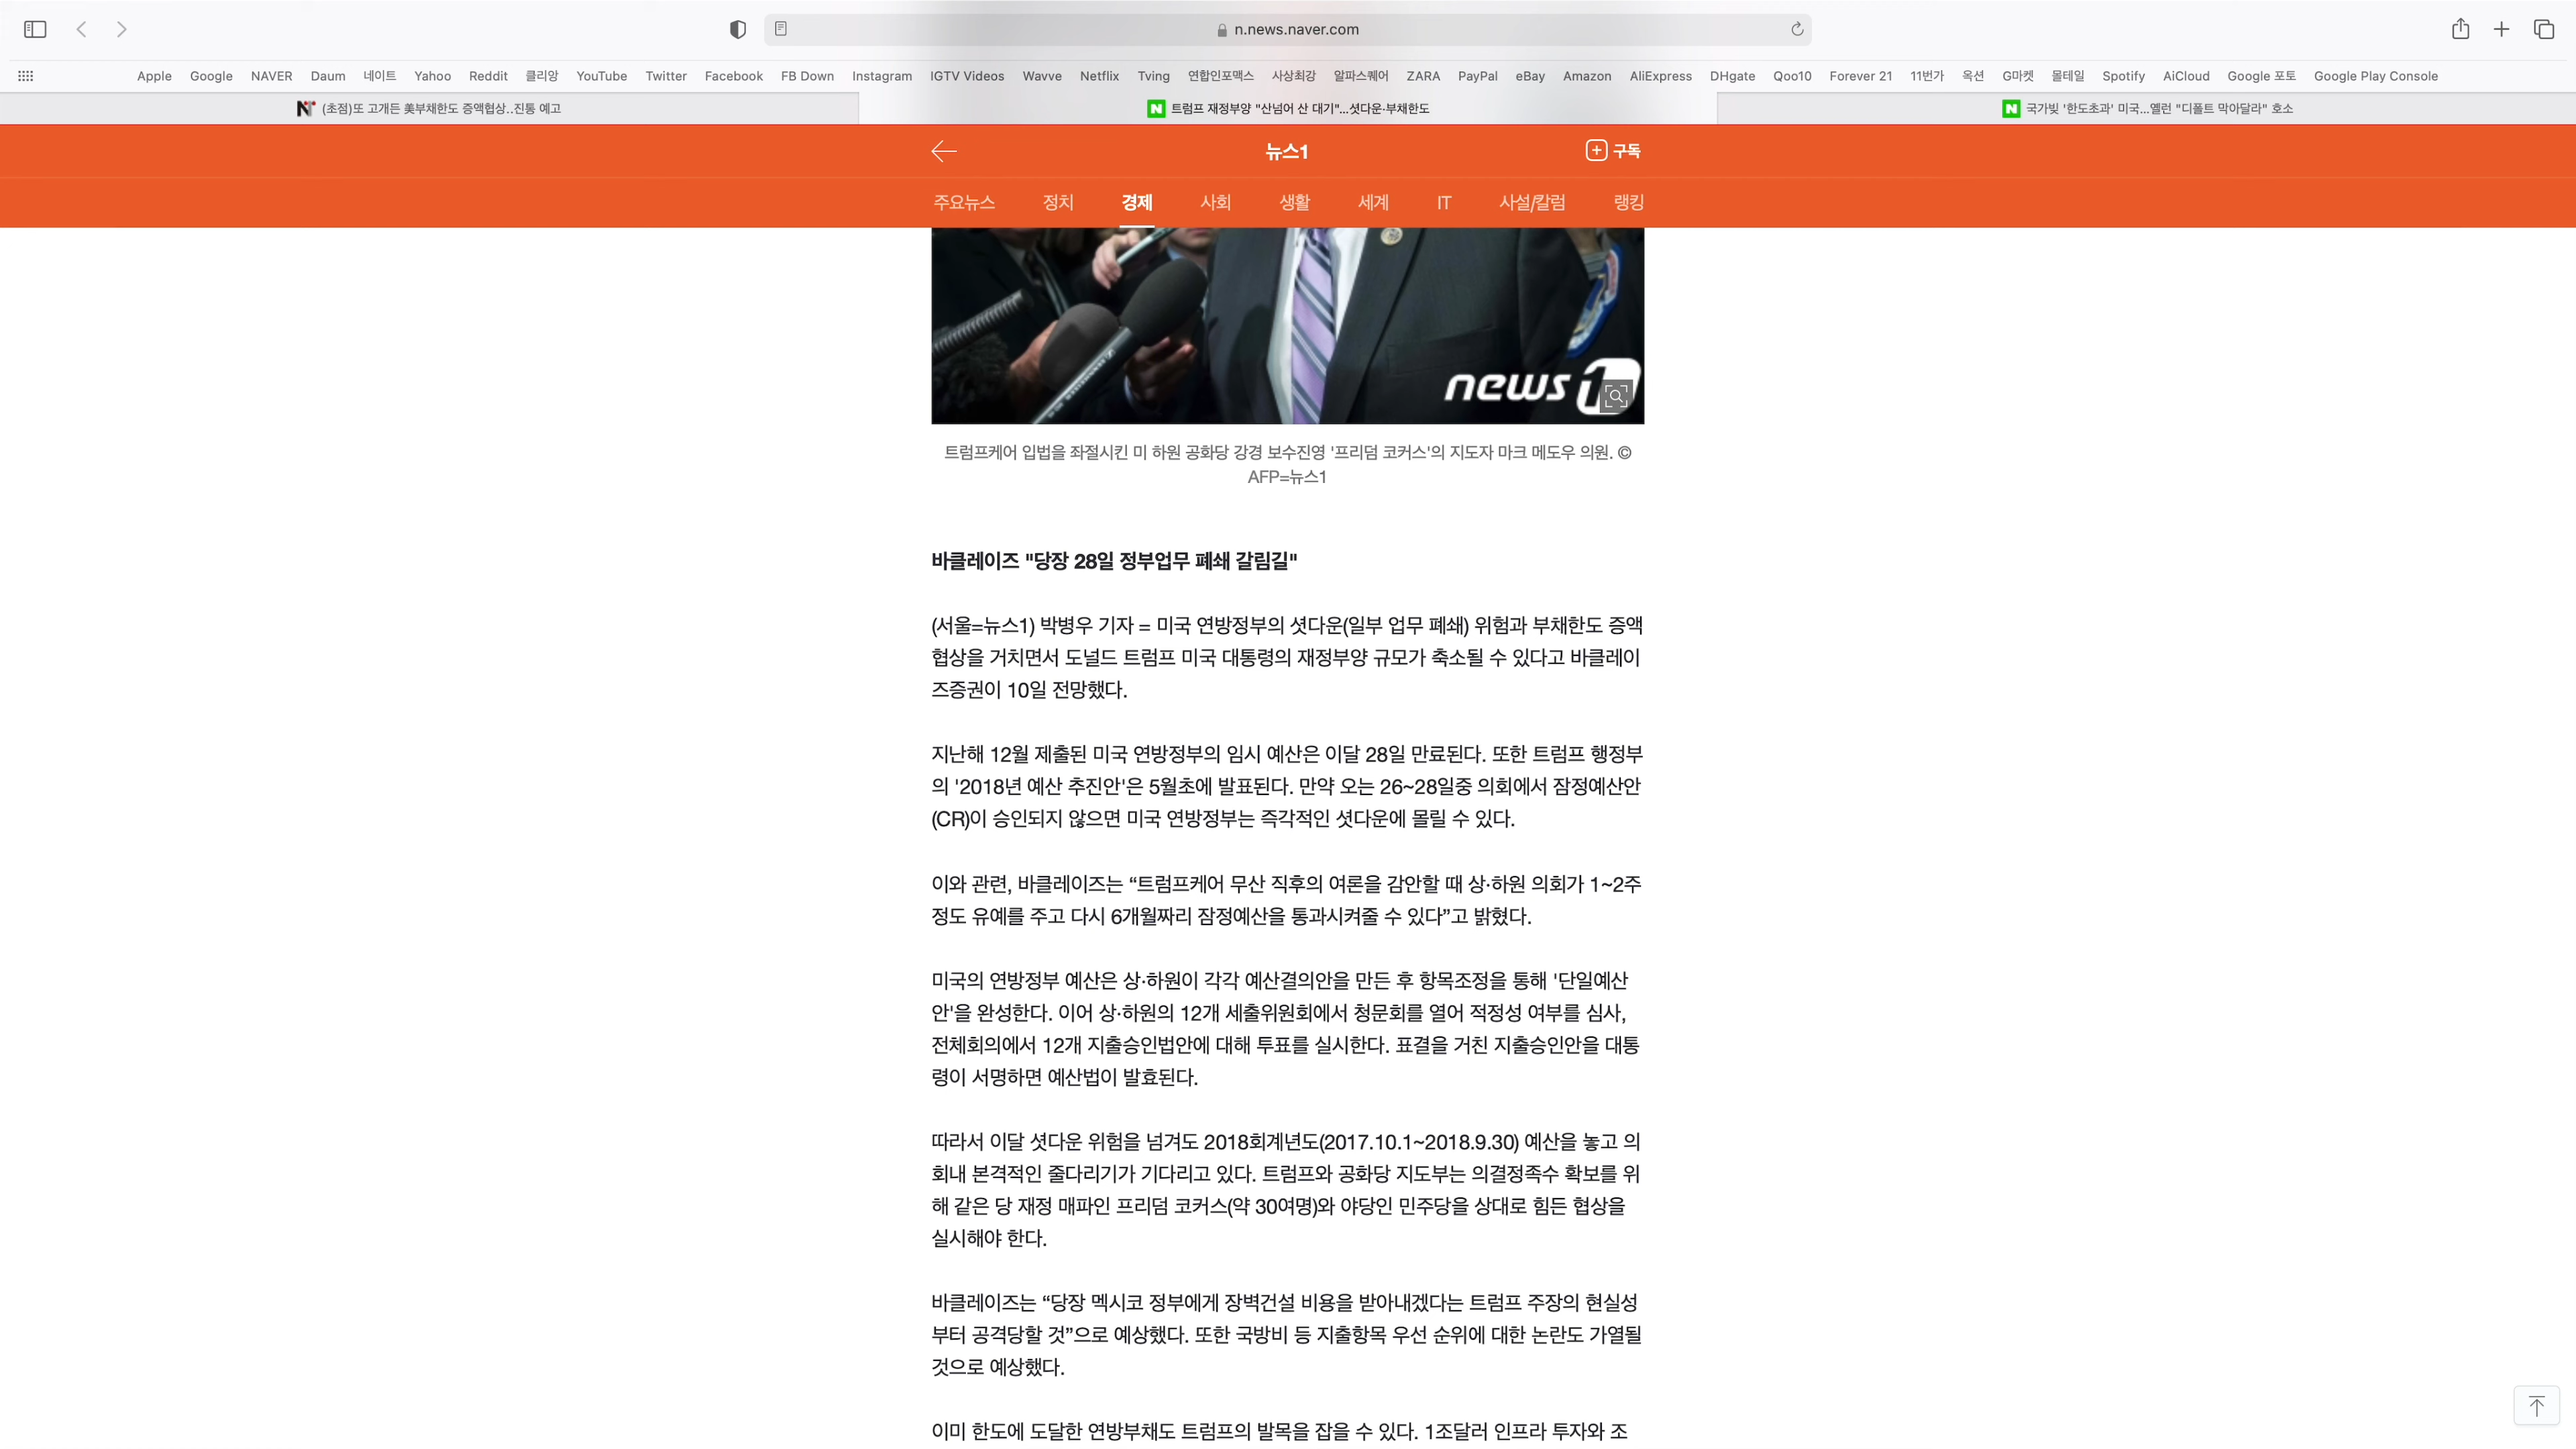 n.news.naver.com
Apple Google NAVER Daum 네이트 Yahoo Reddit 클리앙 YouTube Twitter Facebook FB Down Instagram IGTV Videos Wavve Netflix Tving 연합인포맥스 사상최강 알파스퀘어 ZARA PayPal eBay Amazon AliExpress DHgate Qoo10 Forever 21 11번가 옥션 G마켓 몰테일 Spotify AiCloud Google 포토 Google Play Console
(초점)또 고개든 美부채한도 증액협상..진통 예고
트럼프 재정부양 "산넘어 산 대기"...셧다운·부채한도
국가빚 '한도초과' 미국...옐런 "디폴트 막아달라" 호소
뉴스1
구독
주요뉴스 정치 경제 사회 생활 세계 IT 사설/칼럼 랭킹
news1
트럼프케어 입법을 좌절시킨 미 하원 공화당 강경 보수진영 '프리덤 코커스'의 지도자 마크 메도우 의원. ©
AFP=뉴스1
바클레이즈 "당장 28일 정부업무 폐쇄 갈림길"
(서울=뉴스1) 박병우 기자 = 미국 연방정부의 셧다운(일부 업무 폐쇄) 위험과 부채한도 증액
협상을 거치면서 도널드 트럼프 미국 대통령의 재정부양 규모가 축소될 수 있다고 바클레이
즈증권이 10일 전망했다.
지난해 12월 제출된 미국 연방정부의 임시 예산은 이달 28일 만료된다. 또한 트럼프 행정부
의 '2018년 예산 추진안'은 5월초에 발표된다. 만약 오는 26~28일중 의회에서 잠정예산안
(CR)이 승인되지 않으면 미국 연방정부는 즉각적인 셧다운에 몰릴 수 있다.
이와 관련, 바클레이즈는 “트럼프케어 무산 직후의 여론을 감안할 때 상·하원 의회가 1~2주
정도 유예를 주고 다시 6개월짜리 잠정예산을 통과시켜줄 수 있다”고 밝혔다.
미국의 연방정부 예산은 상·하원이 각각 예산결의안을 만든 후 항목조정을 통해 '단일예산
안'을 완성한다. 이어 상·하원의 12개 세출위원회에서 청문회를 열어 적정성 여부를 심사,
전체회의에서 12개 지출승인법안에 대해 투표를 실시한다. 표결을 거친 지출승인안을 대통
령이 서명하면 예산법이 발효된다.
따라서 이달 셧다운 위험을 넘겨도 2018회계년도(2017.10.1~2018.9.30) 예산을 놓고 의
회내 본격적인 줄다리기가 기다리고 있다. 트럼프와 공화당 지도부는 의결정족수 확보를 위
해 같은 당 재정 매파인 프리덤 코커스(약 30여명)와 야당인 민주당을 상대로 힘든 협상을
실시해야 한다.
바클레이즈는 “당장 멕시코 정부에게 장벽건설 비용을 받아내겠다는 트럼프 주장의 현실성
부터 공격당할 것”으로 예상했다. 또한 국방비 등 지출항목 우선 순위에 대한 논란도 가열될
것으로 예상했다.
이미 한도에 도달한 연방부채도 트럼프의 발목을 잡을 수 있다. 1조달러 인프라 투자와 조